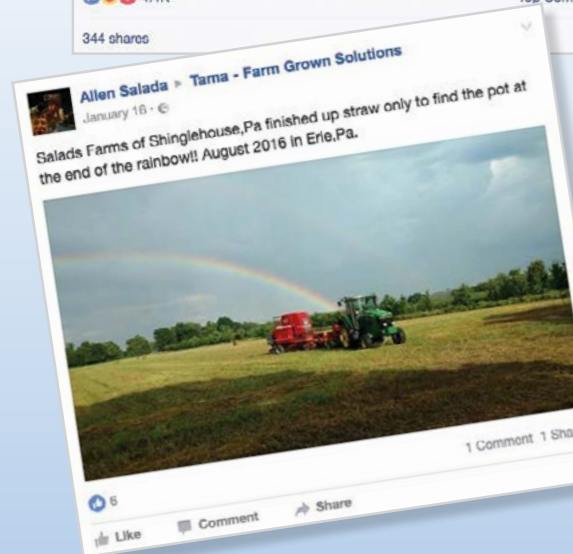 344 shares
Allen Salada ▸ Tama - Farm Grown Solutions
January 16 ·
Salads Farms of Shinglehouse,Pa finished up straw only to find the pot at
the end of the rainbow!! August 2016 in Erie,Pa.
1 Comment 1 Sha
6
Like Comment Share